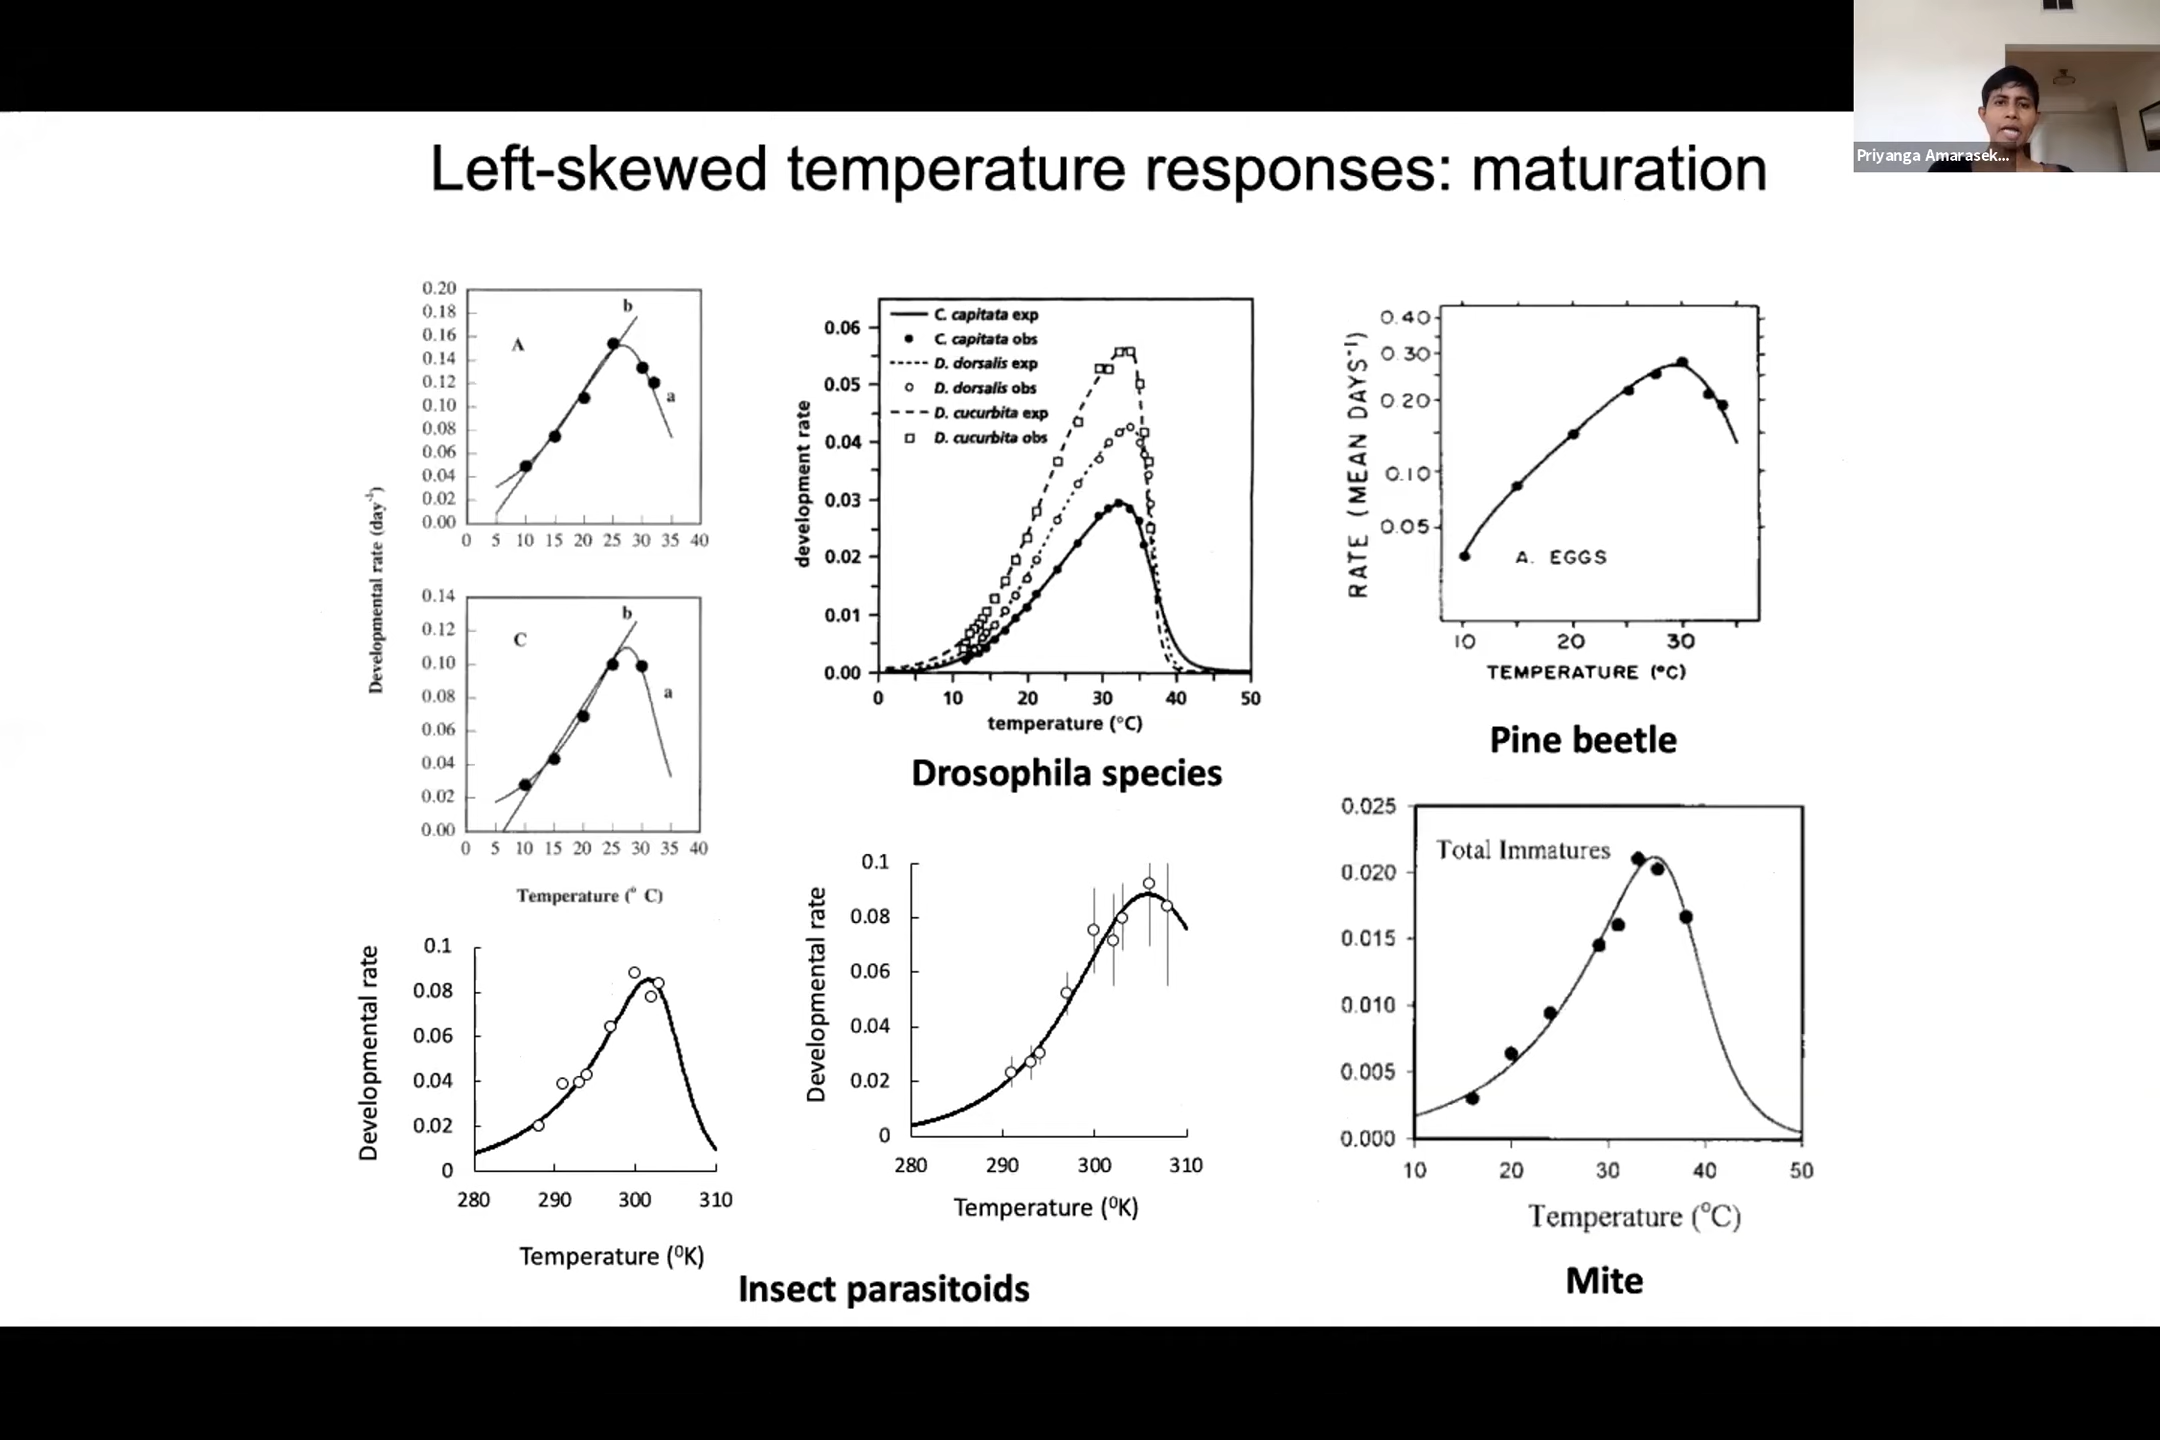 Priyanga Amarasek...
Left-skewed temperature responses: maturation
Developmental rate (day⁻¹)
0.20
0.18
0.16
0.14
0.12
0.10
0.08
0.06
0.04
0.02
0.00
A
b
a
0 5 10 15 20 25 30 35 40
0.14
0.12
0.10
0.08
0.06
0.04
0.02
0.00
C
b
a
0 5 10 15 20 25 30 35 40
Temperature (° C)
development rate
0.06
0.05
0.04
0.03
0.02
0.01
0.00
C. capitata exp
C. capitata obs
D. dorsalis exp
D. dorsalis obs
D. cucurbita exp
D. cucurbita obs
0 10 20 30 40 50
temperature (°C)
Drosophila species
RATE (MEAN DAYS⁻¹)
0.40
0.30
0.20
0.10
0.05
A. EGGS
10 20 30
TEMPERATURE (°C)
Pine beetle
Developmental rate
0.1
0.08
0.06
0.04
0.02
0
280 290 300 310
Temperature (⁰K)
Developmental rate
0.1
0.08
0.06
0.04
0.02
0
280 290 300 310
Temperature (⁰K)
Insect parasitoids
0.025
0.020
0.015
0.010
0.005
0.000
Total Immatures
10 20 30 40 50
Temperature (°C)
Mite